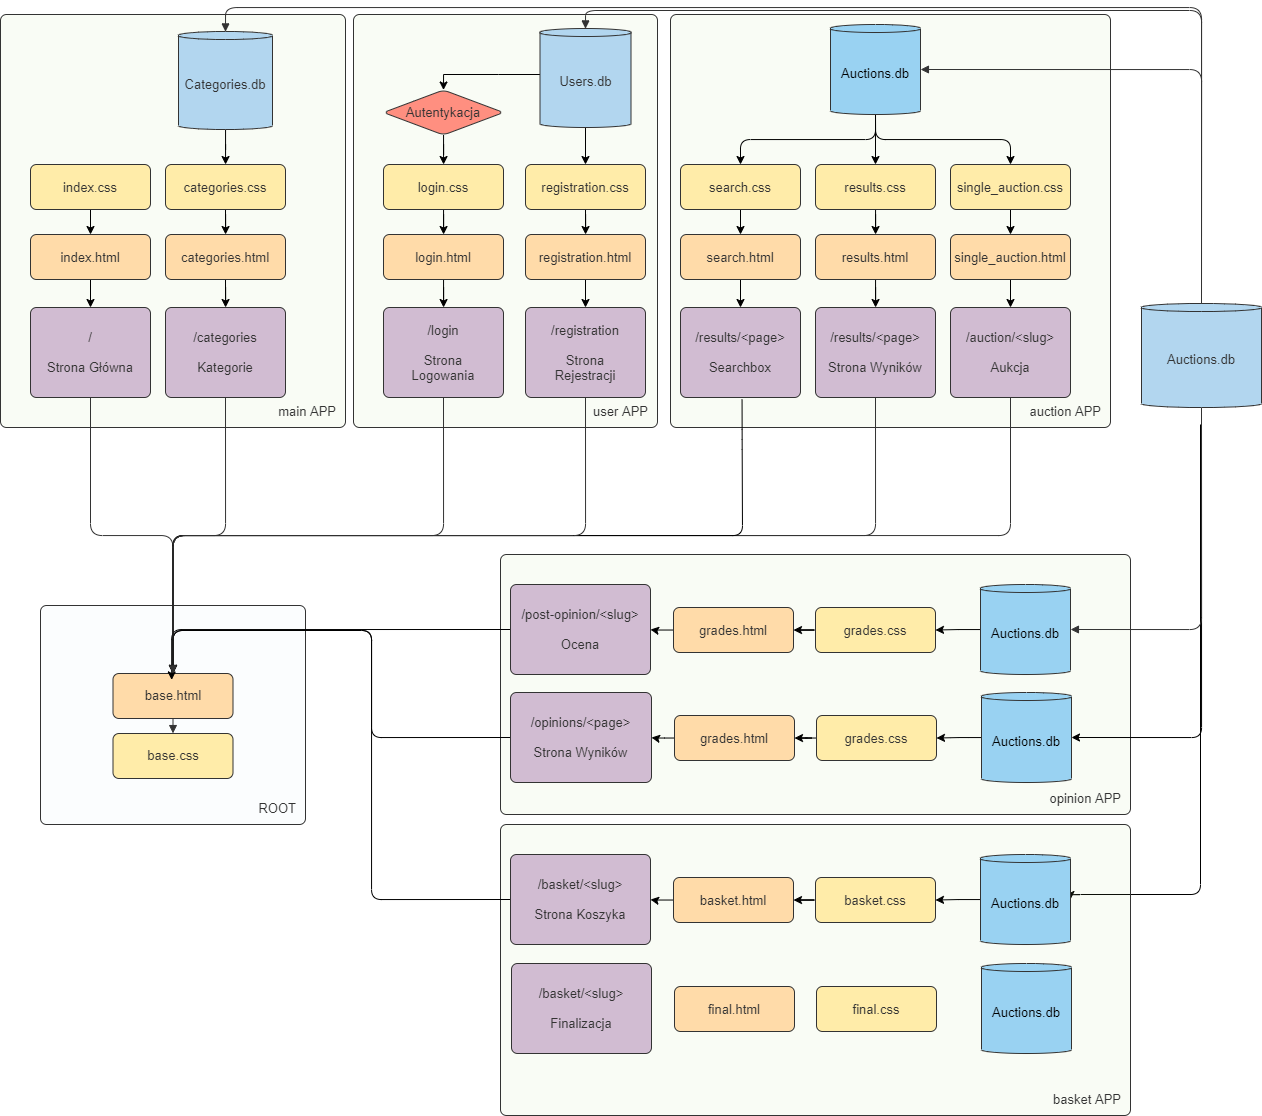 Categories.db
index.css
categories.css
index.html
categories.html
/
Strona Główna
/categories
Kategorie
main APP
Users.db
Autentykacja
login.css
registration.css
login.html
registration.html
/login
Strona
Logowania
/registration
Strona
Rejestracji
user APP
Auctions.db
search.css
results.css
single_auction.css
search.html
results.html
single_auction.html
/results/<page>
Searchbox
/results/<page>
Strona Wyników
/auction/<slug>
Aukcja
auction APP
Auctions.db
base.html
base.css
ROOT
/post-opinion/<slug>
Ocena
grades.html
grades.css
Auctions.db
/opinions/<page>
Strona Wyników
grades.html
grades.css
Auctions.db
opinion APP
/basket/<slug>
Strona Koszyka
basket.html
basket.css
Auctions.db
/basket/<slug>
Finalizacja
final.html
final.css
Auctions.db
basket APP